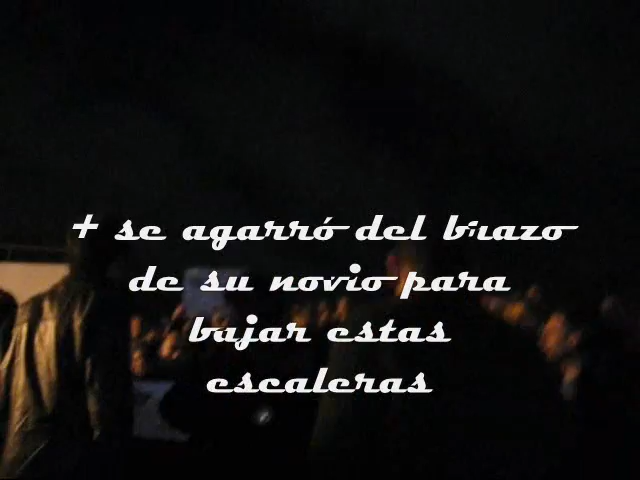 + se agarró del brazo
de su novio para
bajar estas
escaleras